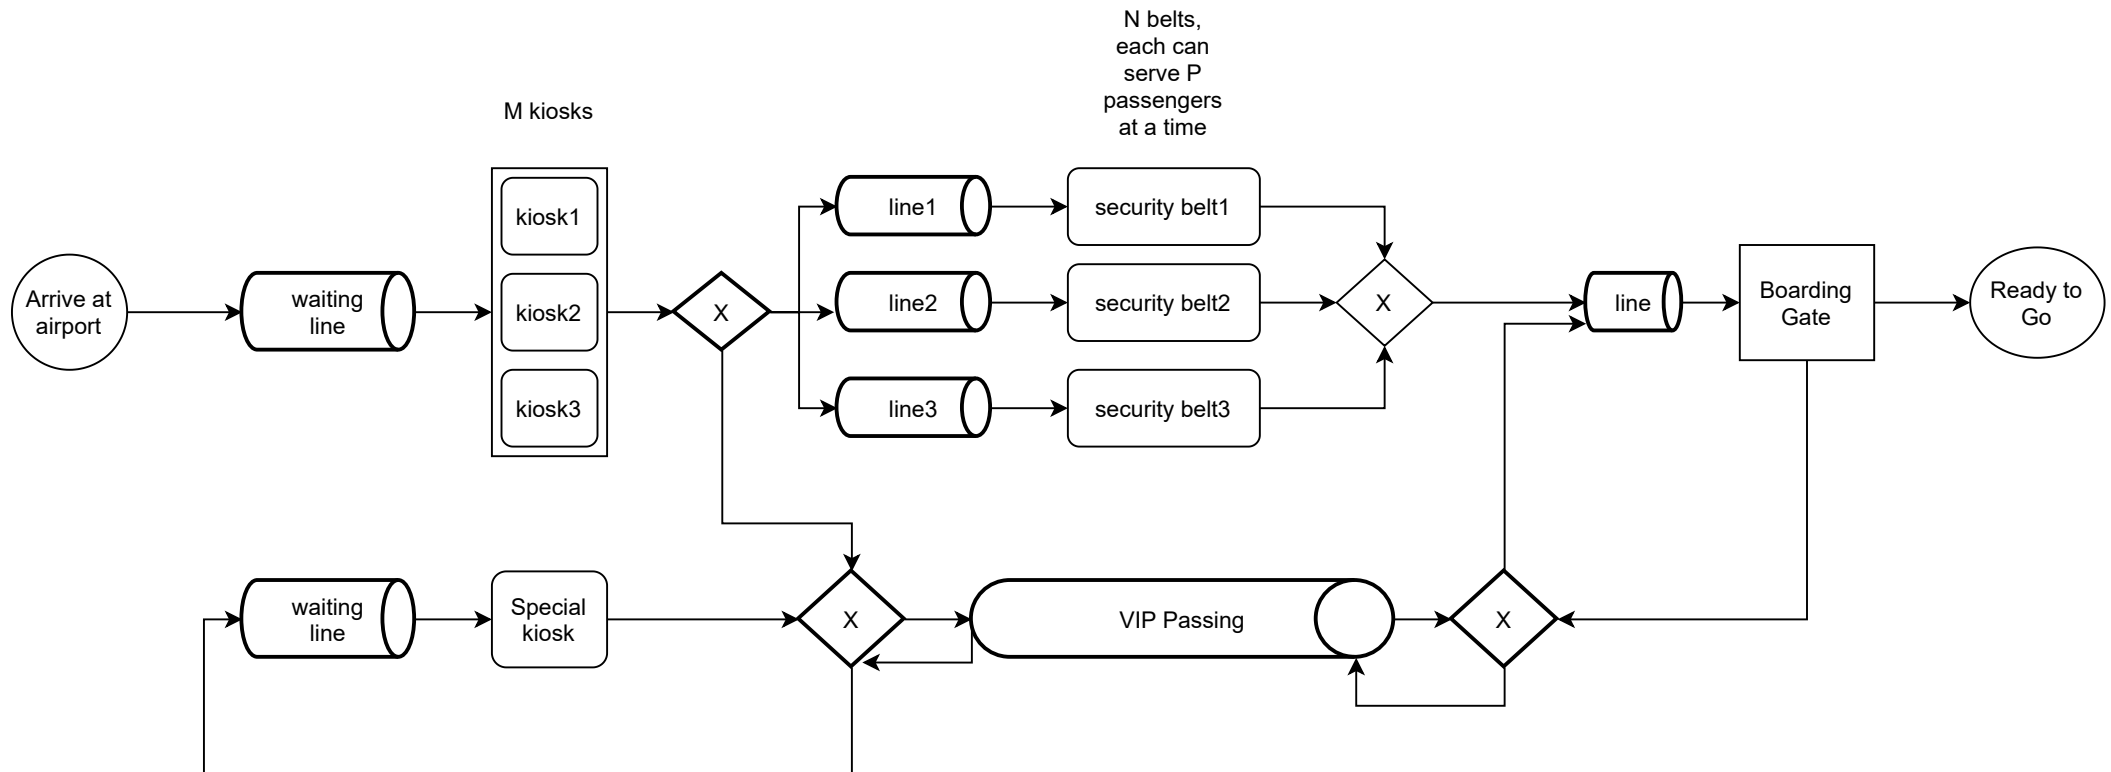 N belts,
each can
serve P
passengers
at a time
M kiosks
Arrive at
airport
waiting
line
kiosk1
kiosk2
kiosk3
X
line1
security belt1
line2
security belt2
line3
security belt3
X
line
Boarding
Gate
Ready to
Go
waiting
line
Special
kiosk
X
VIP Passing
X